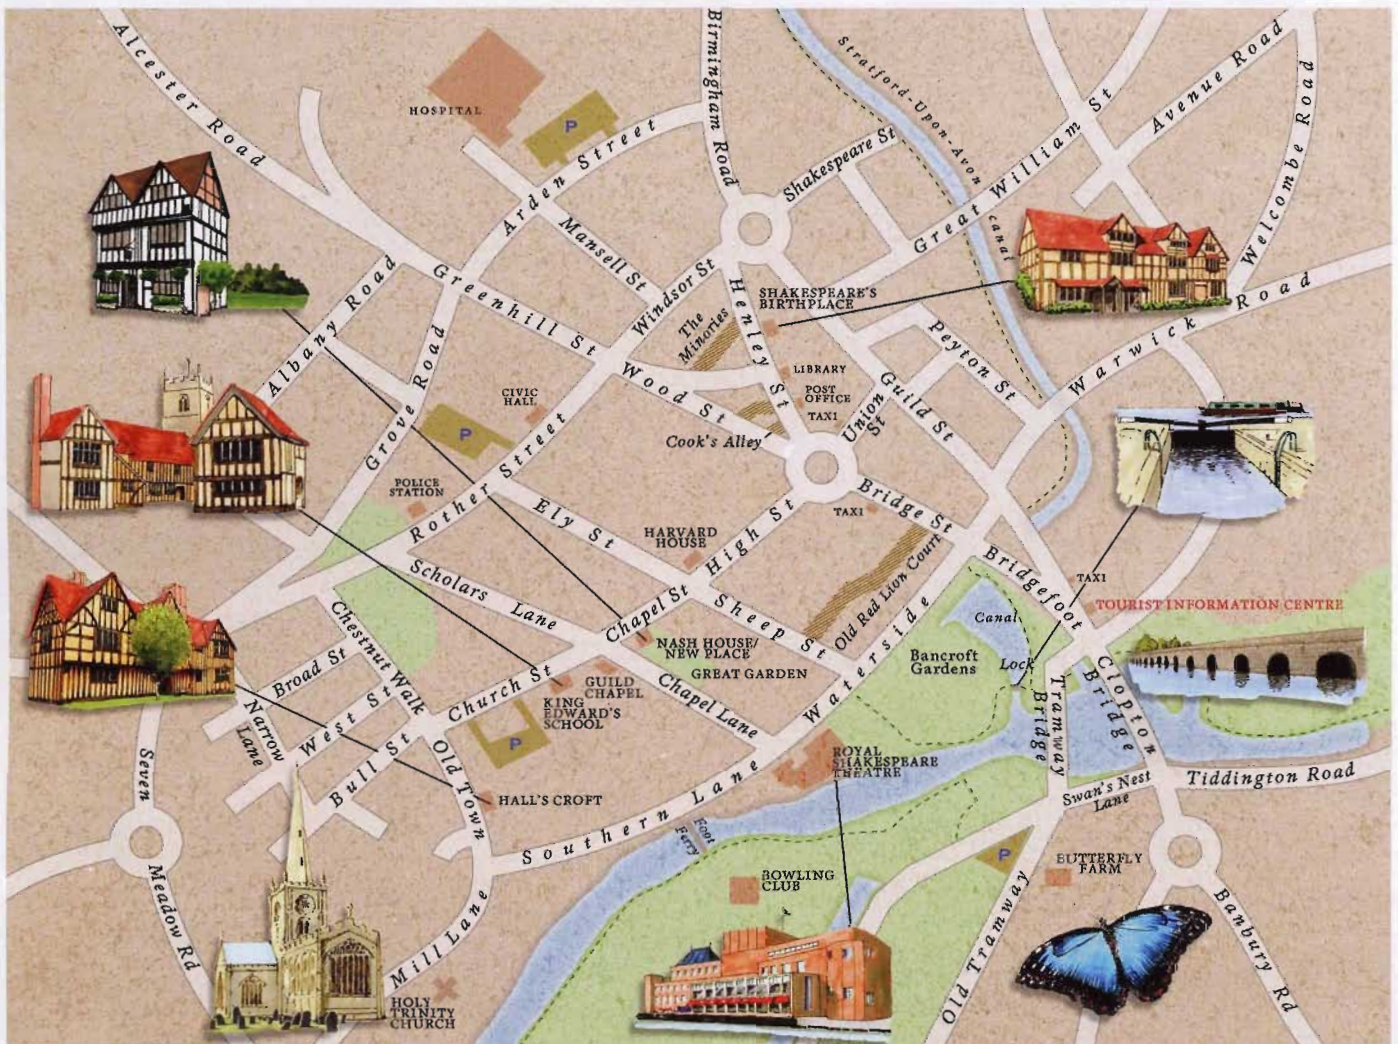 Alcester Road
HOSPITAL
P
Arden Street
Birmingham Road
Shakespeare St
Stratford-Upon-Avon canal
Great William St
Avenue Road
Welcombe Road
Mansell St
Windsor St
Greenhill St
Albany Road
Grove Road
The
Minories
Henley St
SHAKESPEARE'S
BIRTHPLACE
Peyton St
Warwick Road
LIBRARY
POST
OFFICE
TAXI
Guild St
Union
St
Wood St
Cook's Alley
CIVIC
HALL
P
POLICE
STATION
Rother Street
Ely St
HARVARD
HOUSE
High St
TAXI
Bridge St
Old Red Lion Court
Bridgefoot
TAXI
TOURIST INFORMATION CENTRE
Scholars Lane
Chapel St
Sheep St
NASH HOUSE/
NEW PLACE
GREAT GARDEN
Waterside
Canal
Bancroft
Gardens
Lock
Chestnut Walk
Broad St
Narrow
Lane
West St
Bull St
Church St
GUILD
CHAPEL
KING
EDWARD'S
SCHOOL
P
Chapel Lane
Old Town
HALL'S CROFT
ROYAL
SHAKESPEARE
THEATRE
Tramway
Bridge
Clopton
Bridge
Swan's Nest
Lane
Tiddington Road
Seven
Meadow Rd
Southern Lane
Foot
Ferry
BOWLING
CLUB
P
BUTTERFLY
FARM
Old Tramway
Banbury Rd
Mill Lane
HOLY
TRINITY
CHURCH